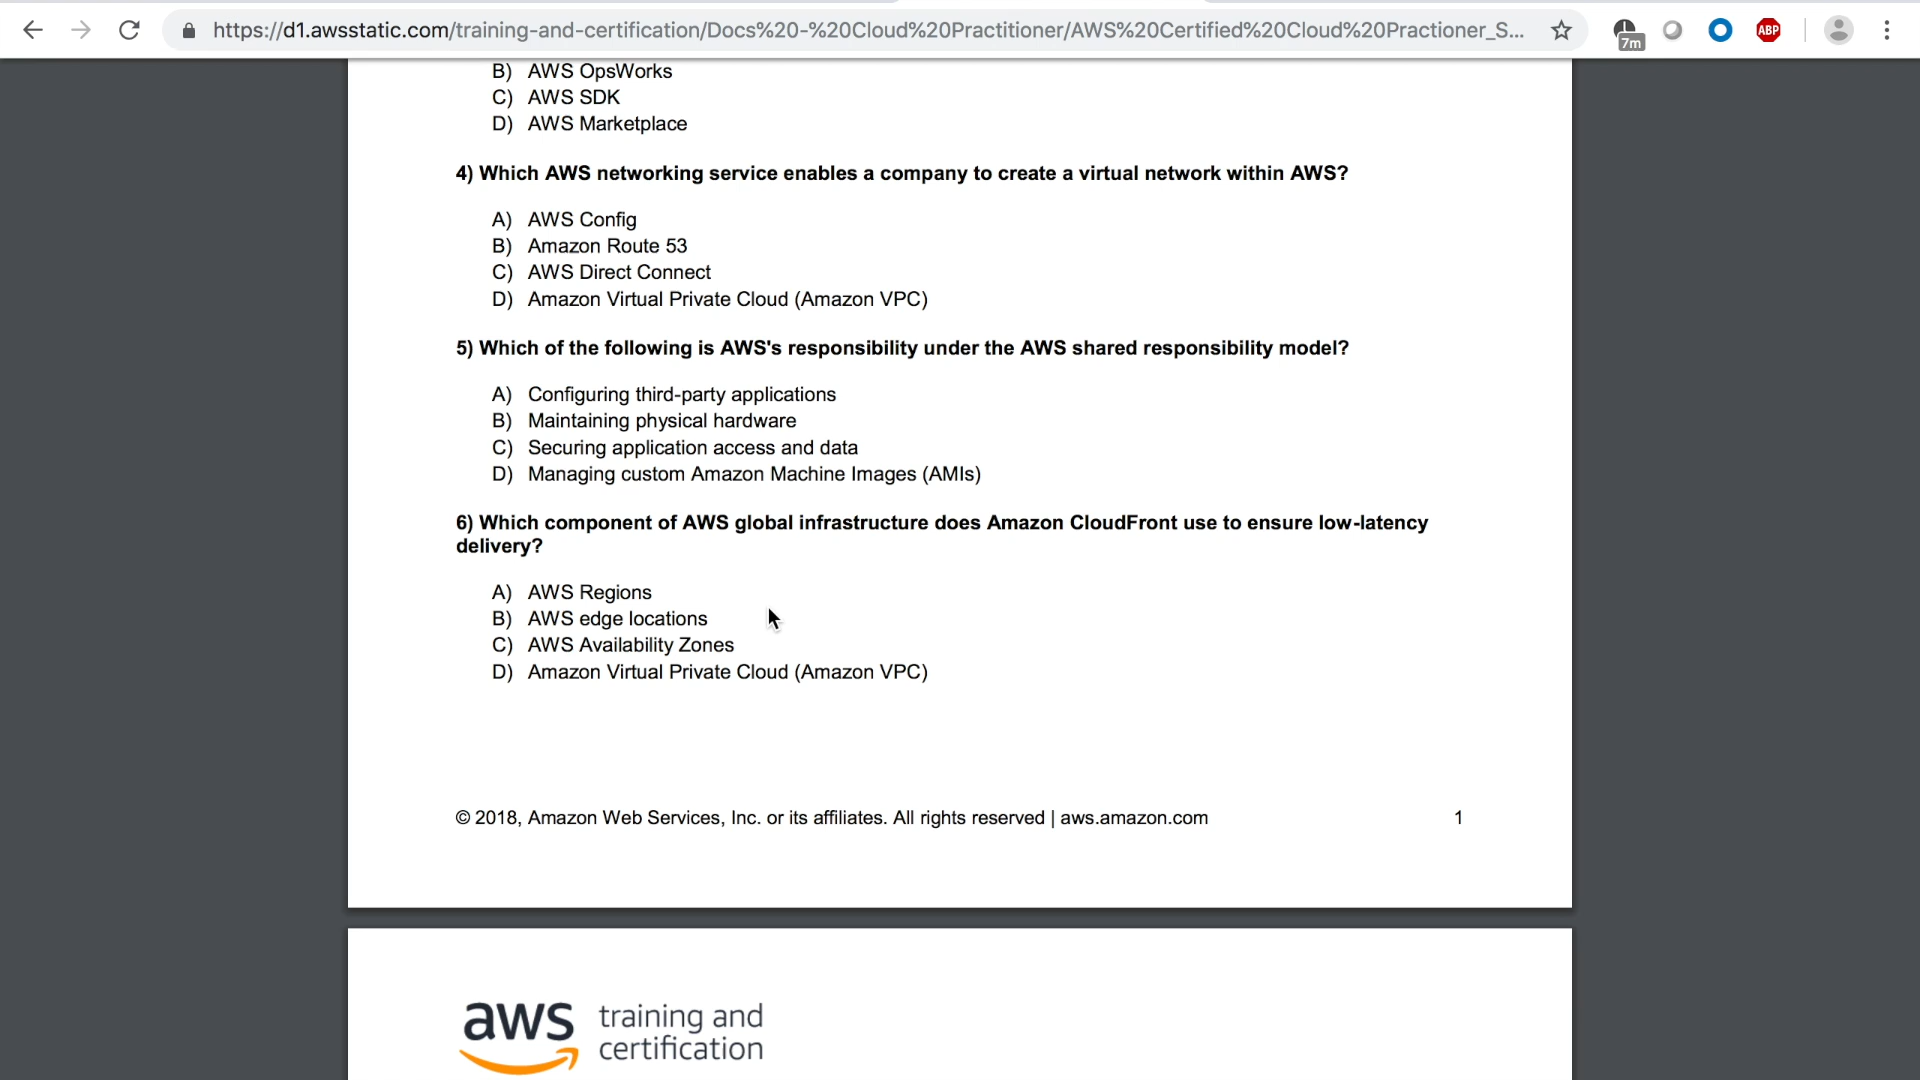 https://d1.awsstatic.com/training-and-certification/Docs%20-%20Cloud%20Practitioner/AWS%20Certified%20Cloud%20Practioner_S...
7m
ABP
B) AWS OpsWorks
C) AWS SDK
D) AWS Marketplace
4) Which AWS networking service enables a company to create a virtual network within AWS?
A) AWS Config
B) Amazon Route 53
C) AWS Direct Connect
D) Amazon Virtual Private Cloud (Amazon VPC)
5) Which of the following is AWS's responsibility under the AWS shared responsibility model?
A) Configuring third-party applications
B) Maintaining physical hardware
C) Securing application access and data
D) Managing custom Amazon Machine Images (AMIs)
6) Which component of AWS global infrastructure does Amazon CloudFront use to ensure low-latency
delivery?
A) AWS Regions
B) AWS edge locations
C) AWS Availability Zones
D) Amazon Virtual Private Cloud (Amazon VPC)
© 2018, Amazon Web Services, Inc. or its affiliates. All rights reserved | aws.amazon.com 1
aws training and
certification